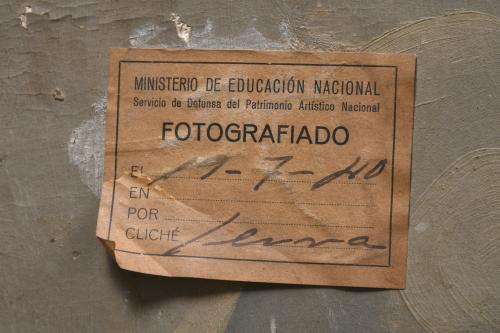 MINISTERIO DE EDUCACIÓN NACIONAL
Servicio de Defensa del Patrimonio Artístico Nacional
FOTOGRAFIADO
EL 19-7-40
EN
POR
CLICHÉ